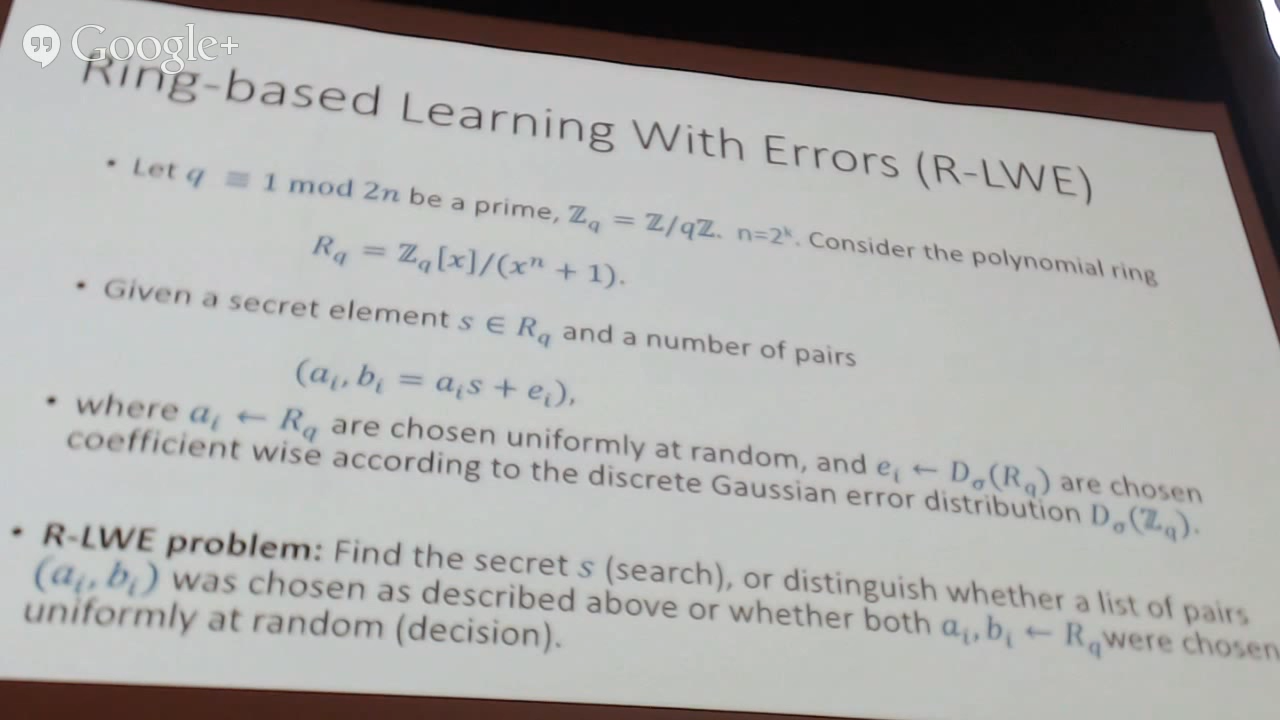 Google+
Ring-based Learning With Errors (R-LWE)
• Let q ≡ 1 mod 2n be a prime, ℤq = ℤ/qℤ. n=2ᵏ. Consider the polynomial ring
Rq = ℤq[x]/(xⁿ + 1).
• Given a secret element s ∈ Rq and a number of pairs
(aᵢ, bᵢ = aᵢs + eᵢ),
• where aᵢ ← Rq are chosen uniformly at random, and eᵢ ← Dσ(Rq) are chosen
coefficient wise according to the discrete Gaussian error distribution Dσ(ℤq).
• R-LWE problem: Find the secret s (search), or distinguish whether a list of pairs
(aᵢ, bᵢ) was chosen as described above or whether both aᵢ, bᵢ ← Rq were chosen
uniformly at random (decision).